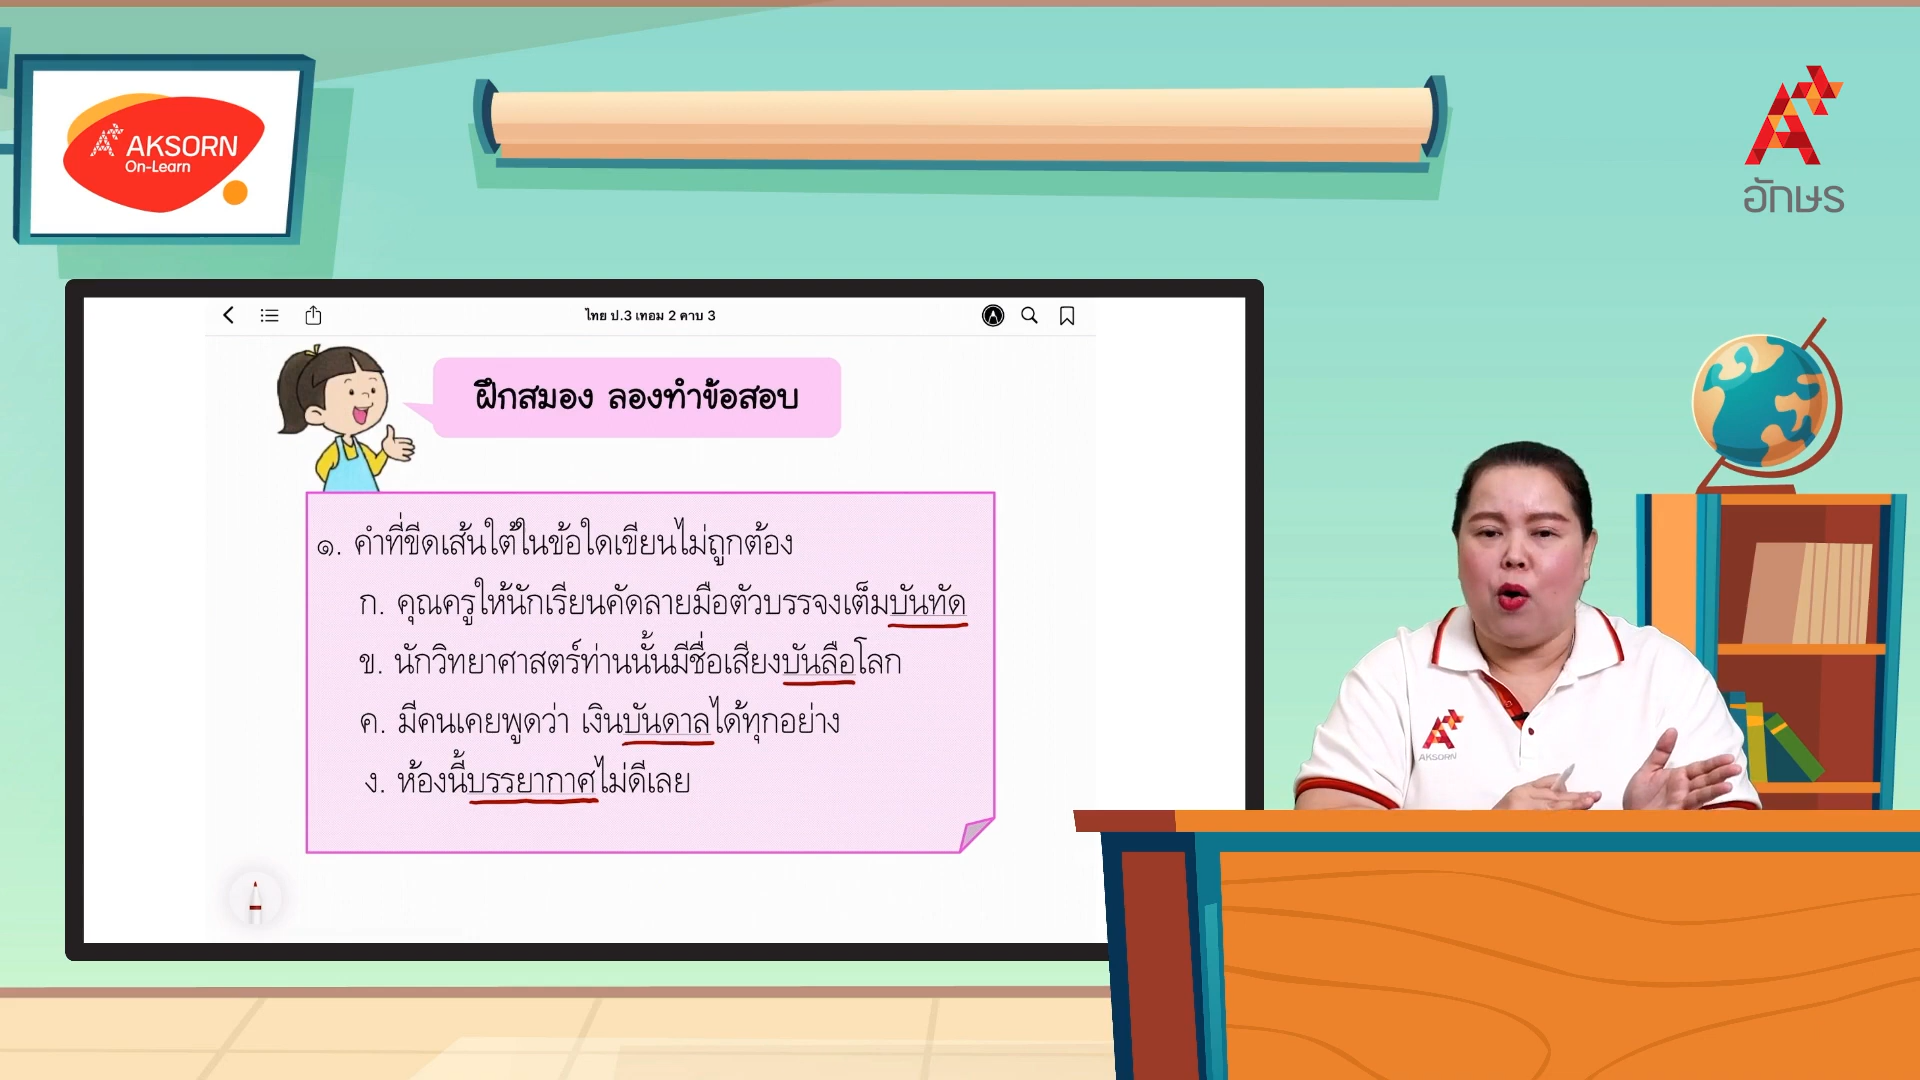 AKSORN
On-Learn
อักษร
ไทย ป.3 เทอม 2 คาบ 3
ฝึกสมอง ลองทำข้อสอบ
๑. คำที่ขีดเส้นใต้ในข้อใดเขียนไม่ถูกต้อง
ก. คุณครูให้นักเรียนคัดลายมือตัวบรรจงเต็มบันทัด
ข. นักวิทยาศาสตร์ท่านนั้นมีชื่อเสียงบันลือโลก
ค. มีคนเคยพูดว่า เงินบันดาลได้ทุกอย่าง
ง. ห้องนี้บรรยากาศไม่ดีเลย
AKSORN